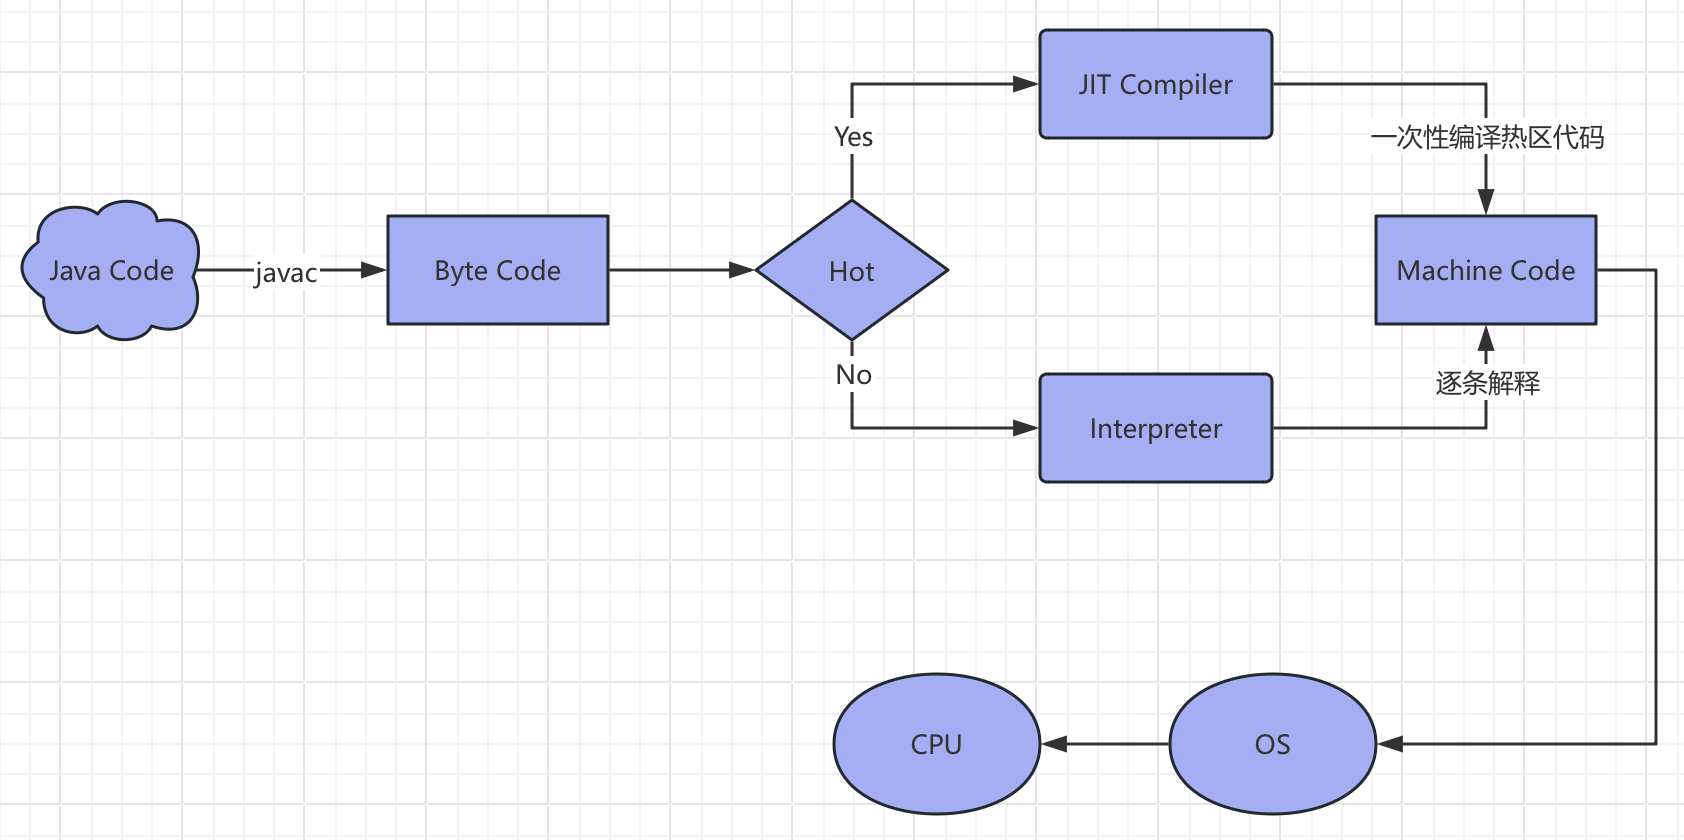 JIT Compiler
Yes
一次性编译热区代码
Java Code
javac
Byte Code
Hot
Machine Code
No
逐条解释
Interpreter
CPU
OS